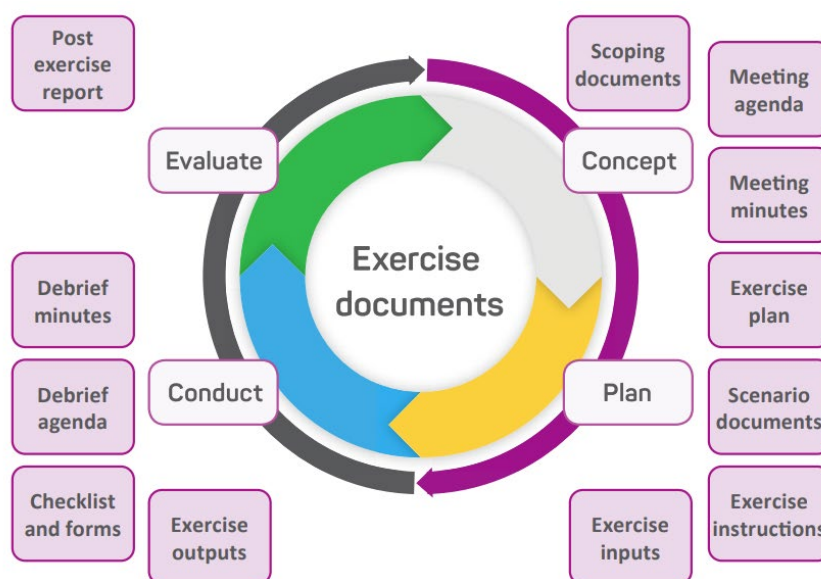 Post
exercise
report
Scoping
documents
Meeting
agenda
Evaluate
Concept
Meeting
minutes
Exercise
documents
Debrief
minutes
Exercise
plan
Debrief
agenda
Conduct
Plan
Scenario
documents
Checklist
and forms
Exercise
outputs
Exercise
inputs
Exercise
instructions